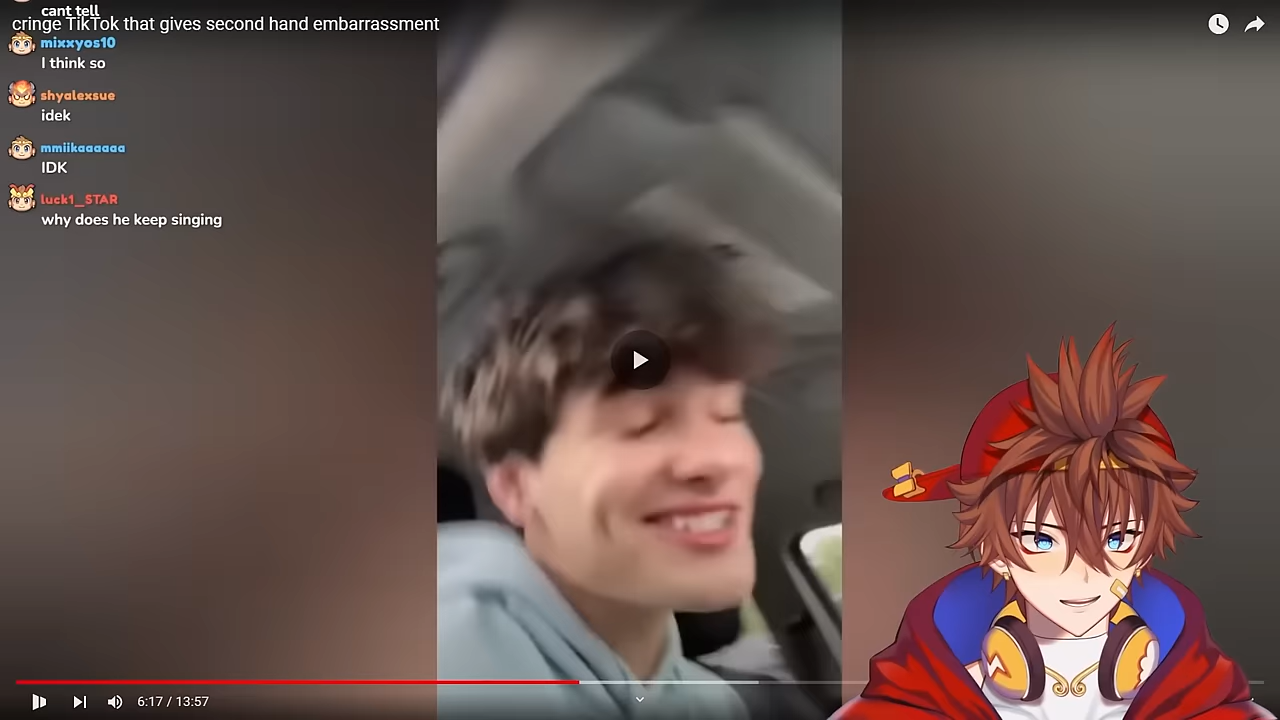 cant tell
cringe TikTok that gives second hand embarrassment
mixxyos10
I think so
shyalexsue
idek
mmiikaaaaaa
IDK
luck1_STAR
why does he keep singing
6:17 / 13:57